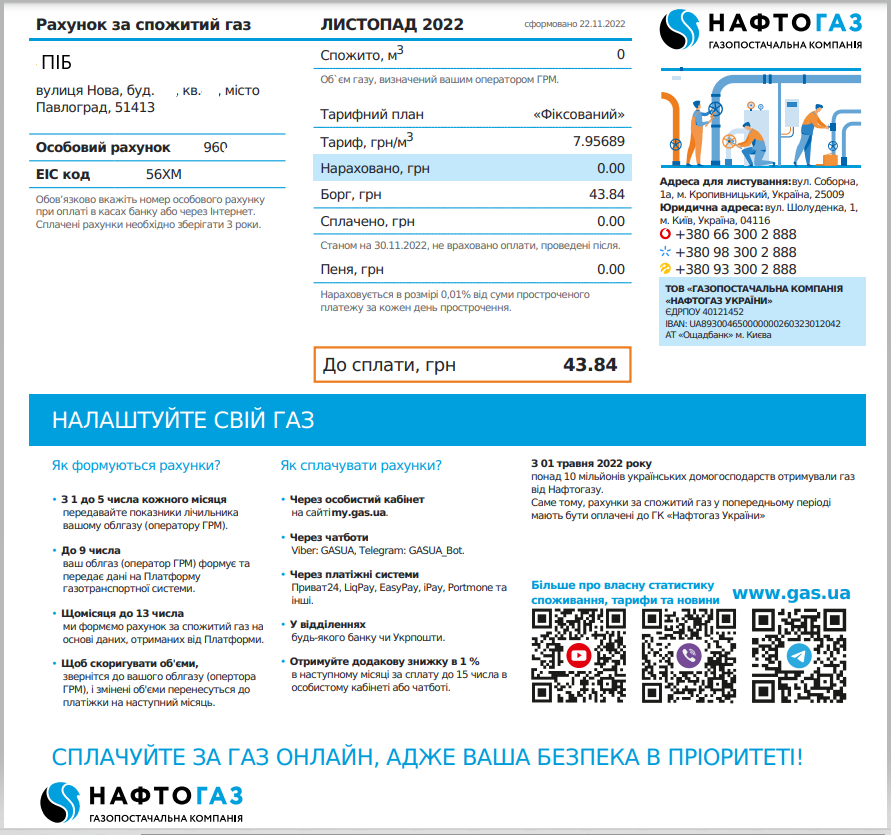 Рахунок за спожитий газ
ПІБ
вулиця Нова, буд. , кв. , місто
Павлоград, 51413
Особовий рахунок 960
ЕІС код 56XM
Обов'язково вкажіть номер особового рахунку
при оплаті в касах банку або через Інтернет.
Сплачені рахунки необхідно зберігати 3 роки.
ЛИСТОПАД 2022 сформовано 22.11.2022
Спожито, м3 0
Об`єм газу, визначений вашим оператором ГРМ.
Тарифний план «Фіксований»
Тариф, грн/м3 7.95689
Нараховано, грн 0.00
Борг, грн 43.84
Сплачено, грн 0.00
Станом на 30.11.2022, не враховано оплати, проведені після.
Пеня, грн 0.00
Нараховується в розмірі 0,01% від суми простроченого
платежу за кожен день прострочення.
До сплати, грн 43.84
НАФТОГАЗ
ГАЗОПОСТАЧАЛЬНА КОМПАНІЯ
Адреса для листування: вул. Соборна,
1а, м. Кропивницький, Україна, 25009
Юридична адреса: вул. Шолуденка, 1,
м. Київ, Україна, 04116
+380 66 300 2 888
+380 98 300 2 888
+380 93 300 2 888
ТОВ «ГАЗОПОСТАЧАЛЬНА КОМПАНІЯ
«НАФТОГАЗ УКРАЇНИ»
ЄДРПОУ 40121452
IBAN: UA893004650000000260323012042
АТ «Ощадбанк» м. Києва
НАЛАШТУЙТЕ СВІЙ ГАЗ
Як формуються рахунки?
• З 1 до 5 числа кожного місяця
передавайте показники лічильника
вашому облгазу (оператору ГРМ).
• До 9 числа
ваш облгаз (оператор ГРМ) формує та
передає дані на Платформу
газотранспортної системи.
• Щомісяця до 13 числа
ми формуємо рахунок за спожитий газ на
основі даних, отриманих від Платформи.
• Щоб скоригувати об'єми,
зверніться до вашого облгазу (опертора
ГРМ), і змінені об'єми перенесуться до
платіжки на наступний місяць.
Як сплачувати рахунки?
• Через особистий кабінет
на сайті my.gas.ua.
• Через чатботи
Viber: GASUA, Telegram: GASUA_Bot.
• Через платіжні системи
Приват24, LiqPay, EasyPay, iPay, Portmone та
інші.
• У відділеннях
будь-якого банку чи Укрпошти.
• Отримуйте додакову знижку в 1 %
в наступному місяці за сплату до 15 числа в
особистому кабінеті або чатботі.
З 01 травня 2022 року
понад 10 мільйонів українських домогосподарств отримували газ
від Нафтогазу.
Саме тому, рахунки за спожитий газ у попередньому періоді
мають бути оплачені до ГК «Нафтогаз України»
Більше про власну статистику
споживання, тарифи та новини www.gas.ua
СПЛАЧУЙТЕ ЗА ГАЗ ОНЛАЙН, АДЖЕ ВАША БЕЗПЕКА В ПРІОРИТЕТІ!
НАФТОГАЗ
ГАЗОПОСТАЧАЛЬНА КОМПАНІЯ